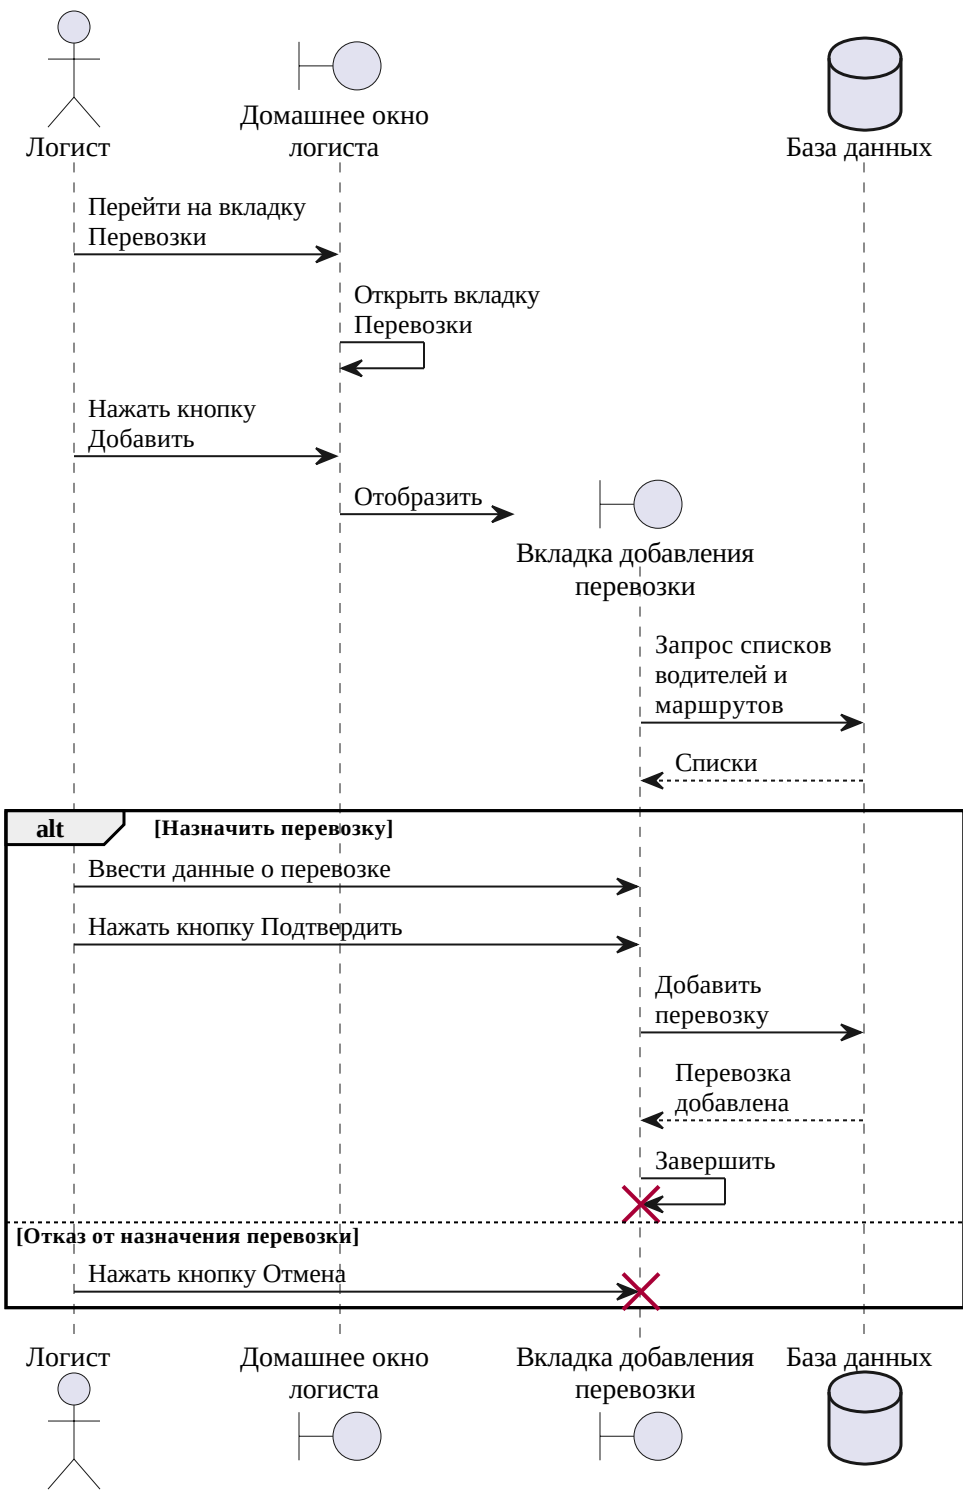 Логист
Домашнее окно
логиста
База данных
Перейти на вкладку
Перевозки
Открыть вкладку
Перевозки
Нажать кнопку
Добавить
Отобразить
Вкладка добавления
перевозки
Запрос списков
водителей и
маршрутов
Списки
alt [Назначить перевозку]
Ввести данные о перевозке
Нажать кнопку Подтвердить
Добавить
перевозку
Перевозка
добавлена
Завершить
[Отказ от назначения перевозки]
Нажать кнопку Отмена
Логист
Домашнее окно
логиста
Вкладка добавления
перевозки
База данных